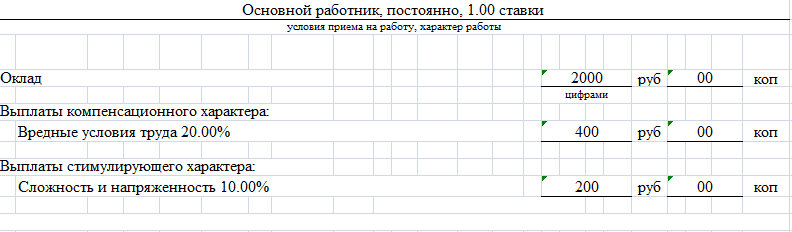 Основной работник, постоянно, 1.00 ставки
условия приема на работу, характер работы
Оклад 2000 руб 00 коп
цифрами
Выплаты компенсационного характера:
Вредные условия труда 20.00% 400 руб 00 коп
Выплаты стимулирующего характера:
Сложность и напряженность 10.00% 200 руб 00 коп